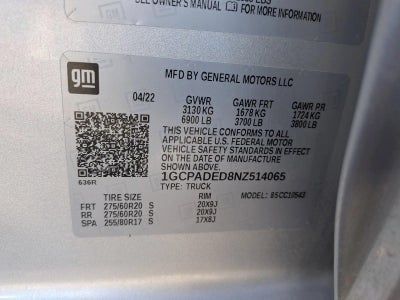 SEE OWNER'S MANUAL FOR MORE INFORMATION
gm
MFD BY GENERAL MOTORS LLC
04/22 GVWR GAWR FRT GAWR RR
3130 KG 1678 KG 1724 KG
6900 LB 3700 LB 3800 LB
THIS VEHICLE CONFORMS TO ALL
APPLICABLE U.S. FEDERAL MOTOR
VEHICLE SAFETY STANDARDS IN
EFFECT ON THE DATE OF MANUFACTURE
SHOWN ABOVE.
1GCPADED8NZ514065
636R
TYPE: TRUCK MODEL:
TIRE SIZE RIM
FRT 275/60R20 S 20X9J
RR 275/60R20 S 20X9J
SPA 255/80R17 S 17X8J